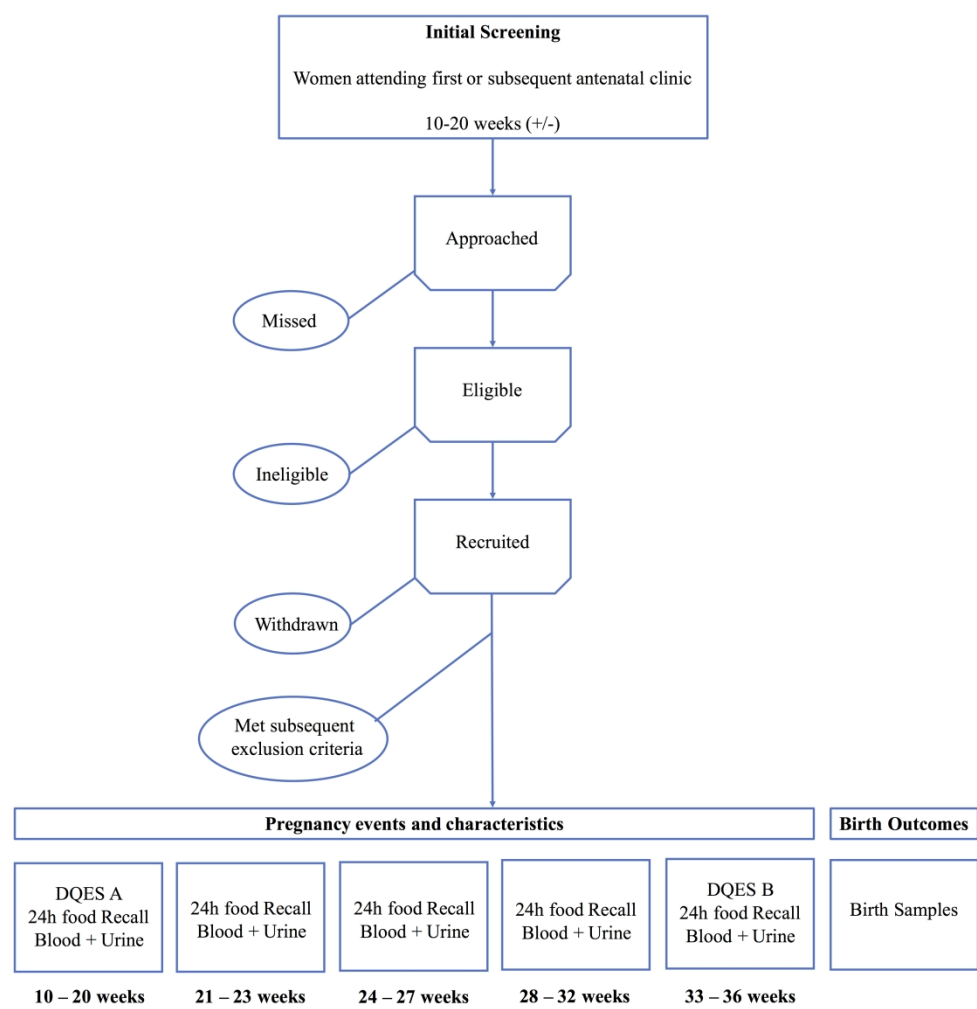 Initial Screening
Women attending first or subsequent antenatal clinic
10-20 weeks (+/-)
Approached
Missed
Eligible
Ineligible
Recruited
Withdrawn
Met subsequent
exclusion criteria
Pregnancy events and characteristics
Birth Outcomes
DQES A
24h food Recall
Blood + Urine
24h food Recall
Blood + Urine
24h food Recall
Blood + Urine
24h food Recall
Blood + Urine
DQES B
24h food Recall
Blood + Urine
Birth Samples
10 – 20 weeks
21 – 23 weeks
24 – 27 weeks
28 – 32 weeks
33 – 36 weeks